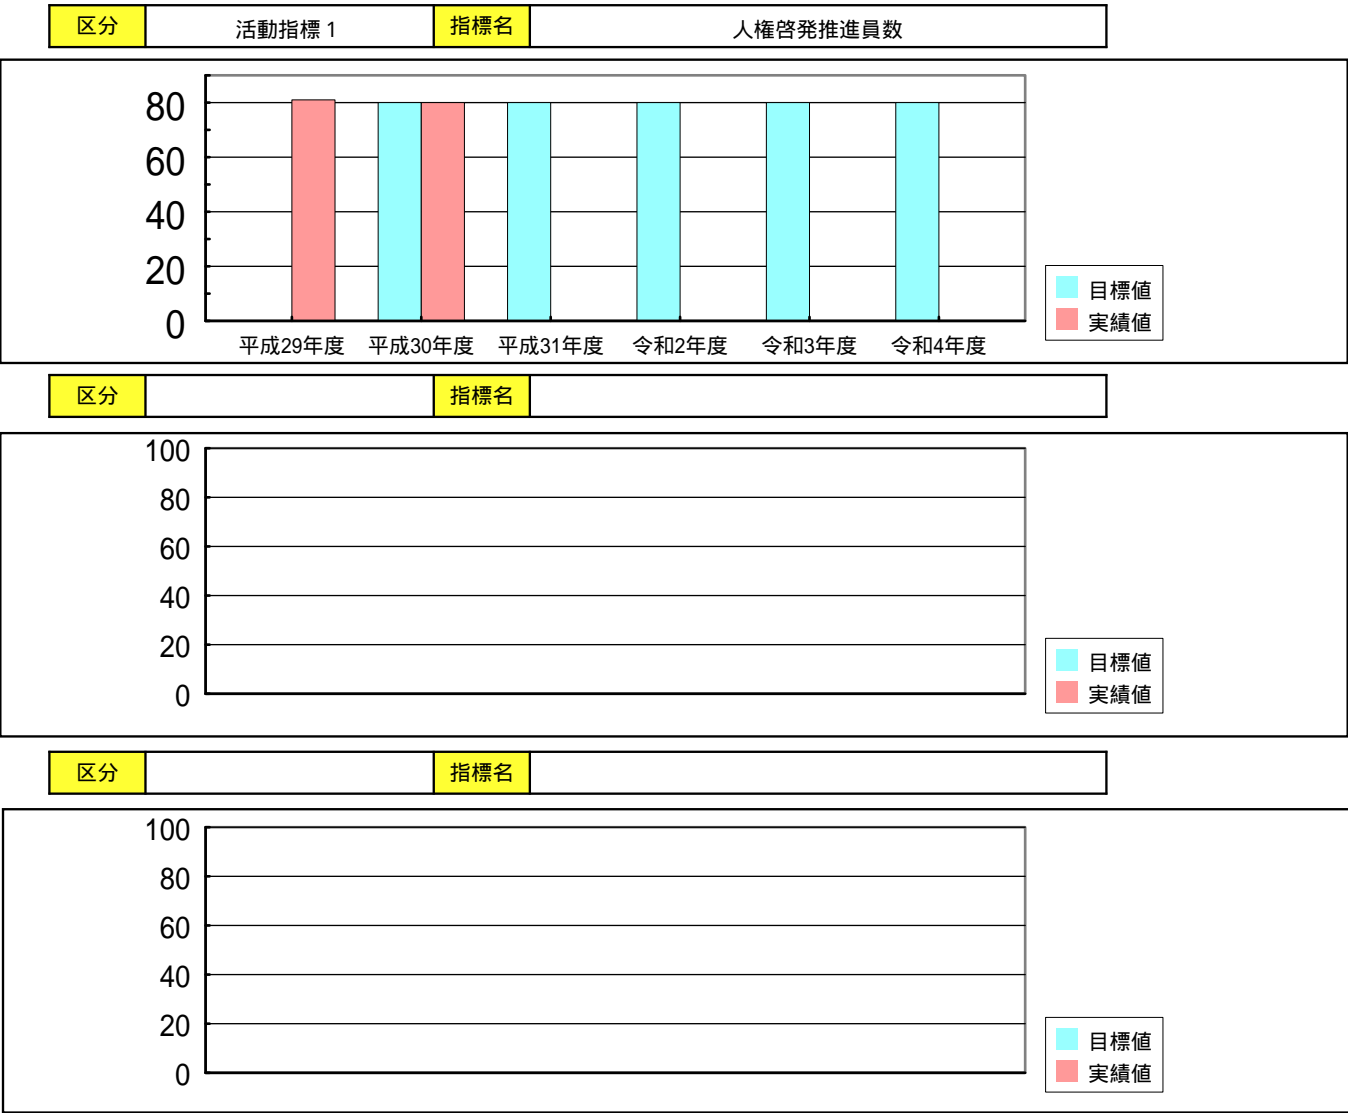 区分 活動指標1 指標名 人権啓発推進員数
80
60
40
20
0
平成29年度 平成30年度 平成31年度 令和2年度 令和3年度 令和4年度
目標値
実績値
区分 指標名
100
80
60
40
20
0
目標値
実績値
区分 指標名
100
80
60
40
20
0
目標値
実績値